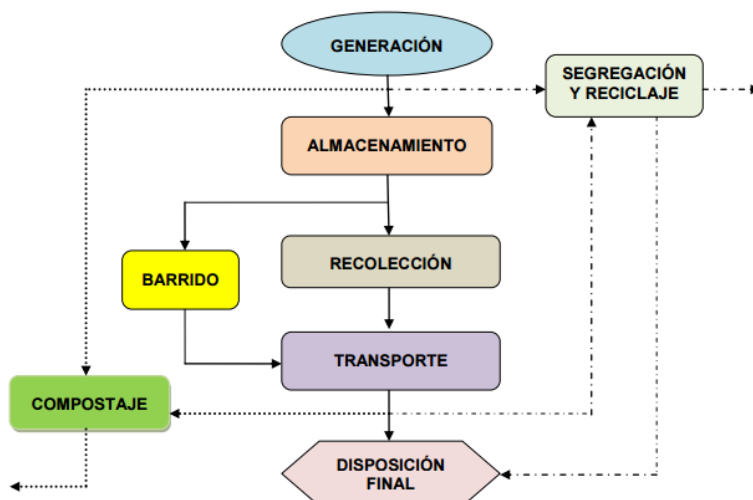 GENERACIÓN
SEGREGACIÓN
Y RECICLAJE
ALMACENAMIENTO
BARRIDO
RECOLECCIÓN
TRANSPORTE
COMPOSTAJE
DISPOSICIÓN
FINAL